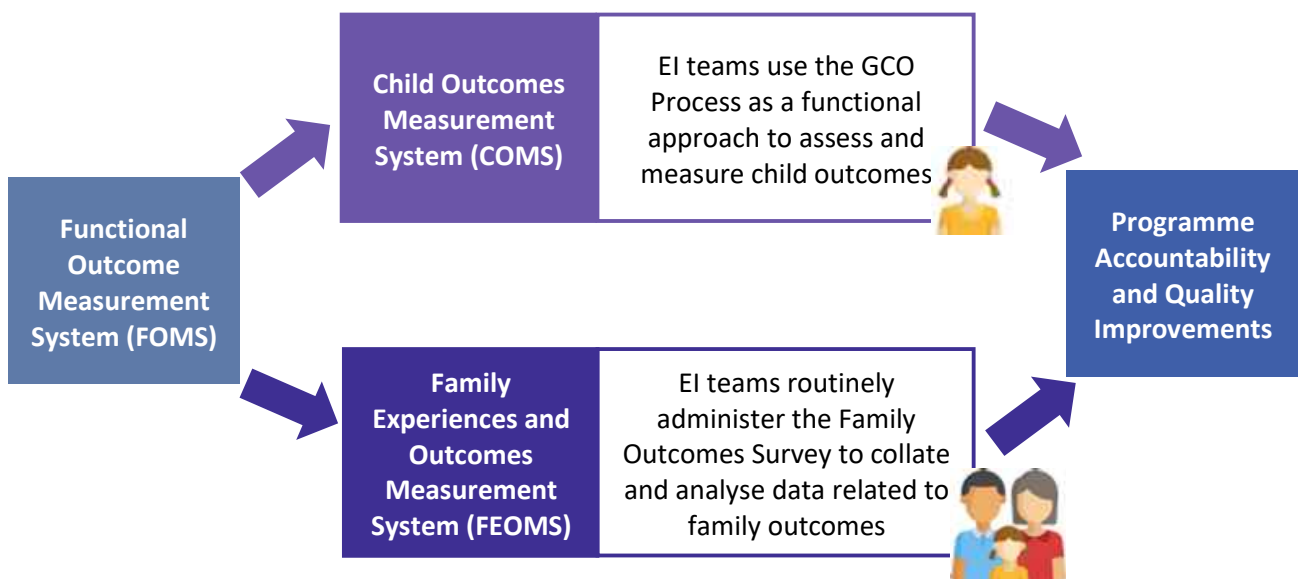 Functional
Outcome
Measurement
System (FOMS)
Child Outcomes
Measurement
System (COMS)
EI teams use the GCO
Process as a functional
approach to assess and
measure child outcomes
Family
Experiences and
Outcomes
Measurement
System (FEOMS)
EI teams routinely
administer the Family
Outcomes Survey to collate
and analyse data related to
family outcomes
Programme
Accountability
and Quality
Improvements